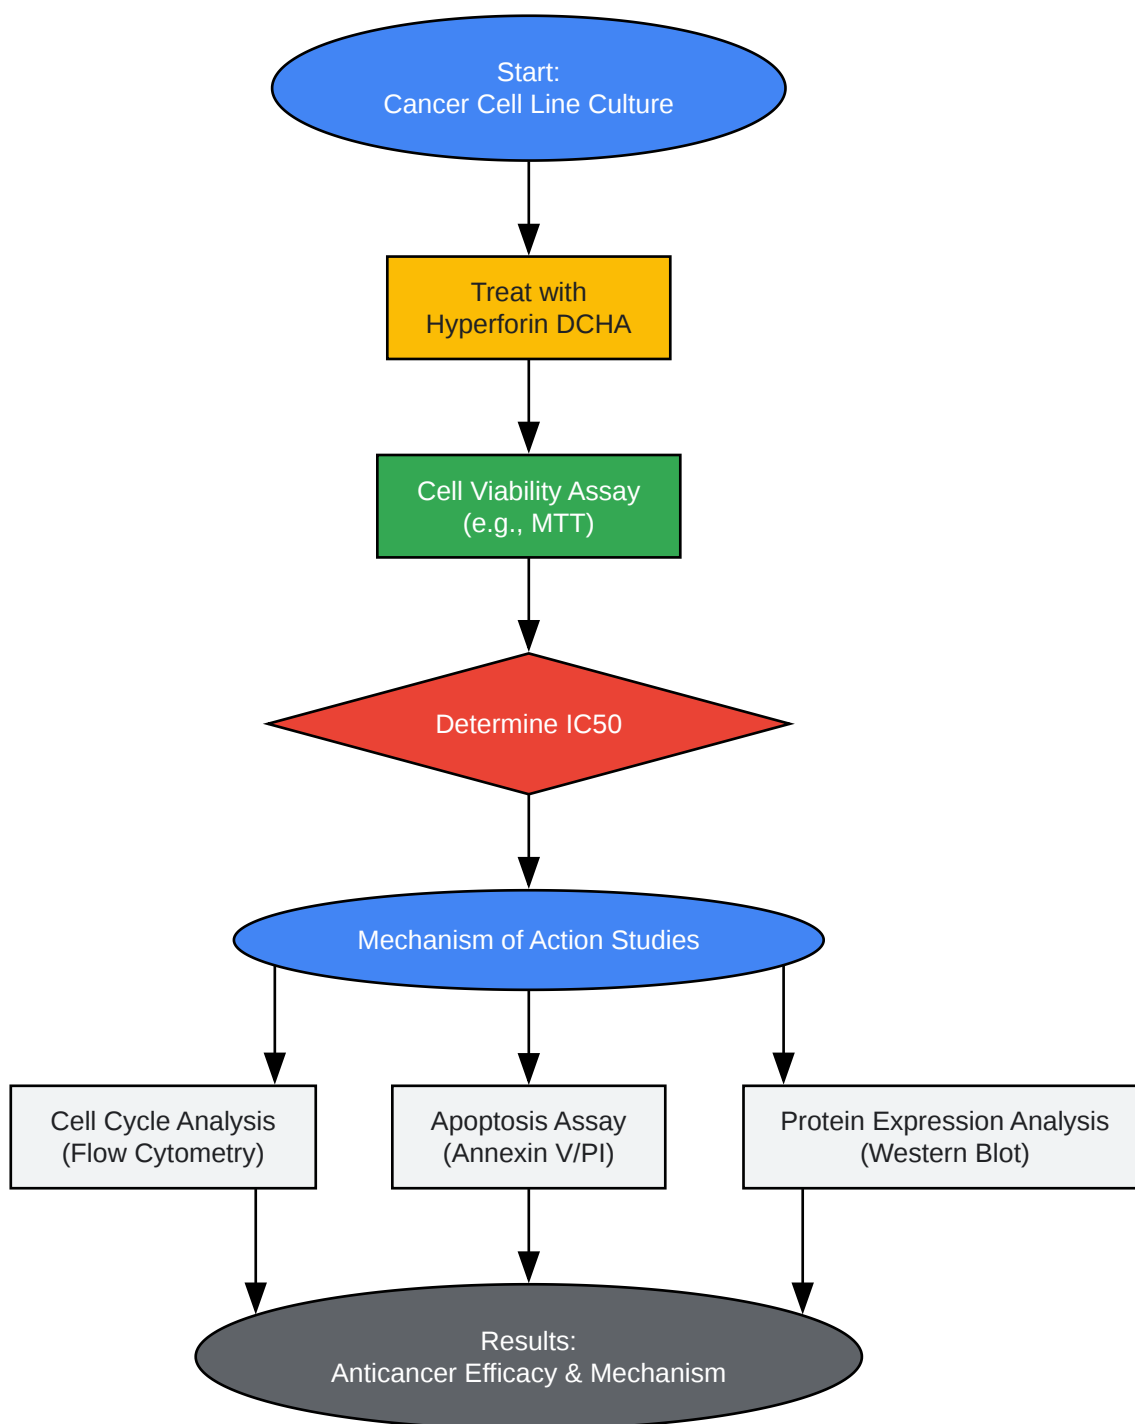 Start:
Cancer Cell Line Culture
Treat with
Hyperforin DCHA
Cell Viability Assay
(e.g., MTT)
Determine IC50
Mechanism of Action Studies
Cell Cycle Analysis
(Flow Cytometry)
Apoptosis Assay
(Annexin V/PI)
Protein Expression Analysis
(Western Blot)
Results:
Anticancer Efficacy & Mechanism